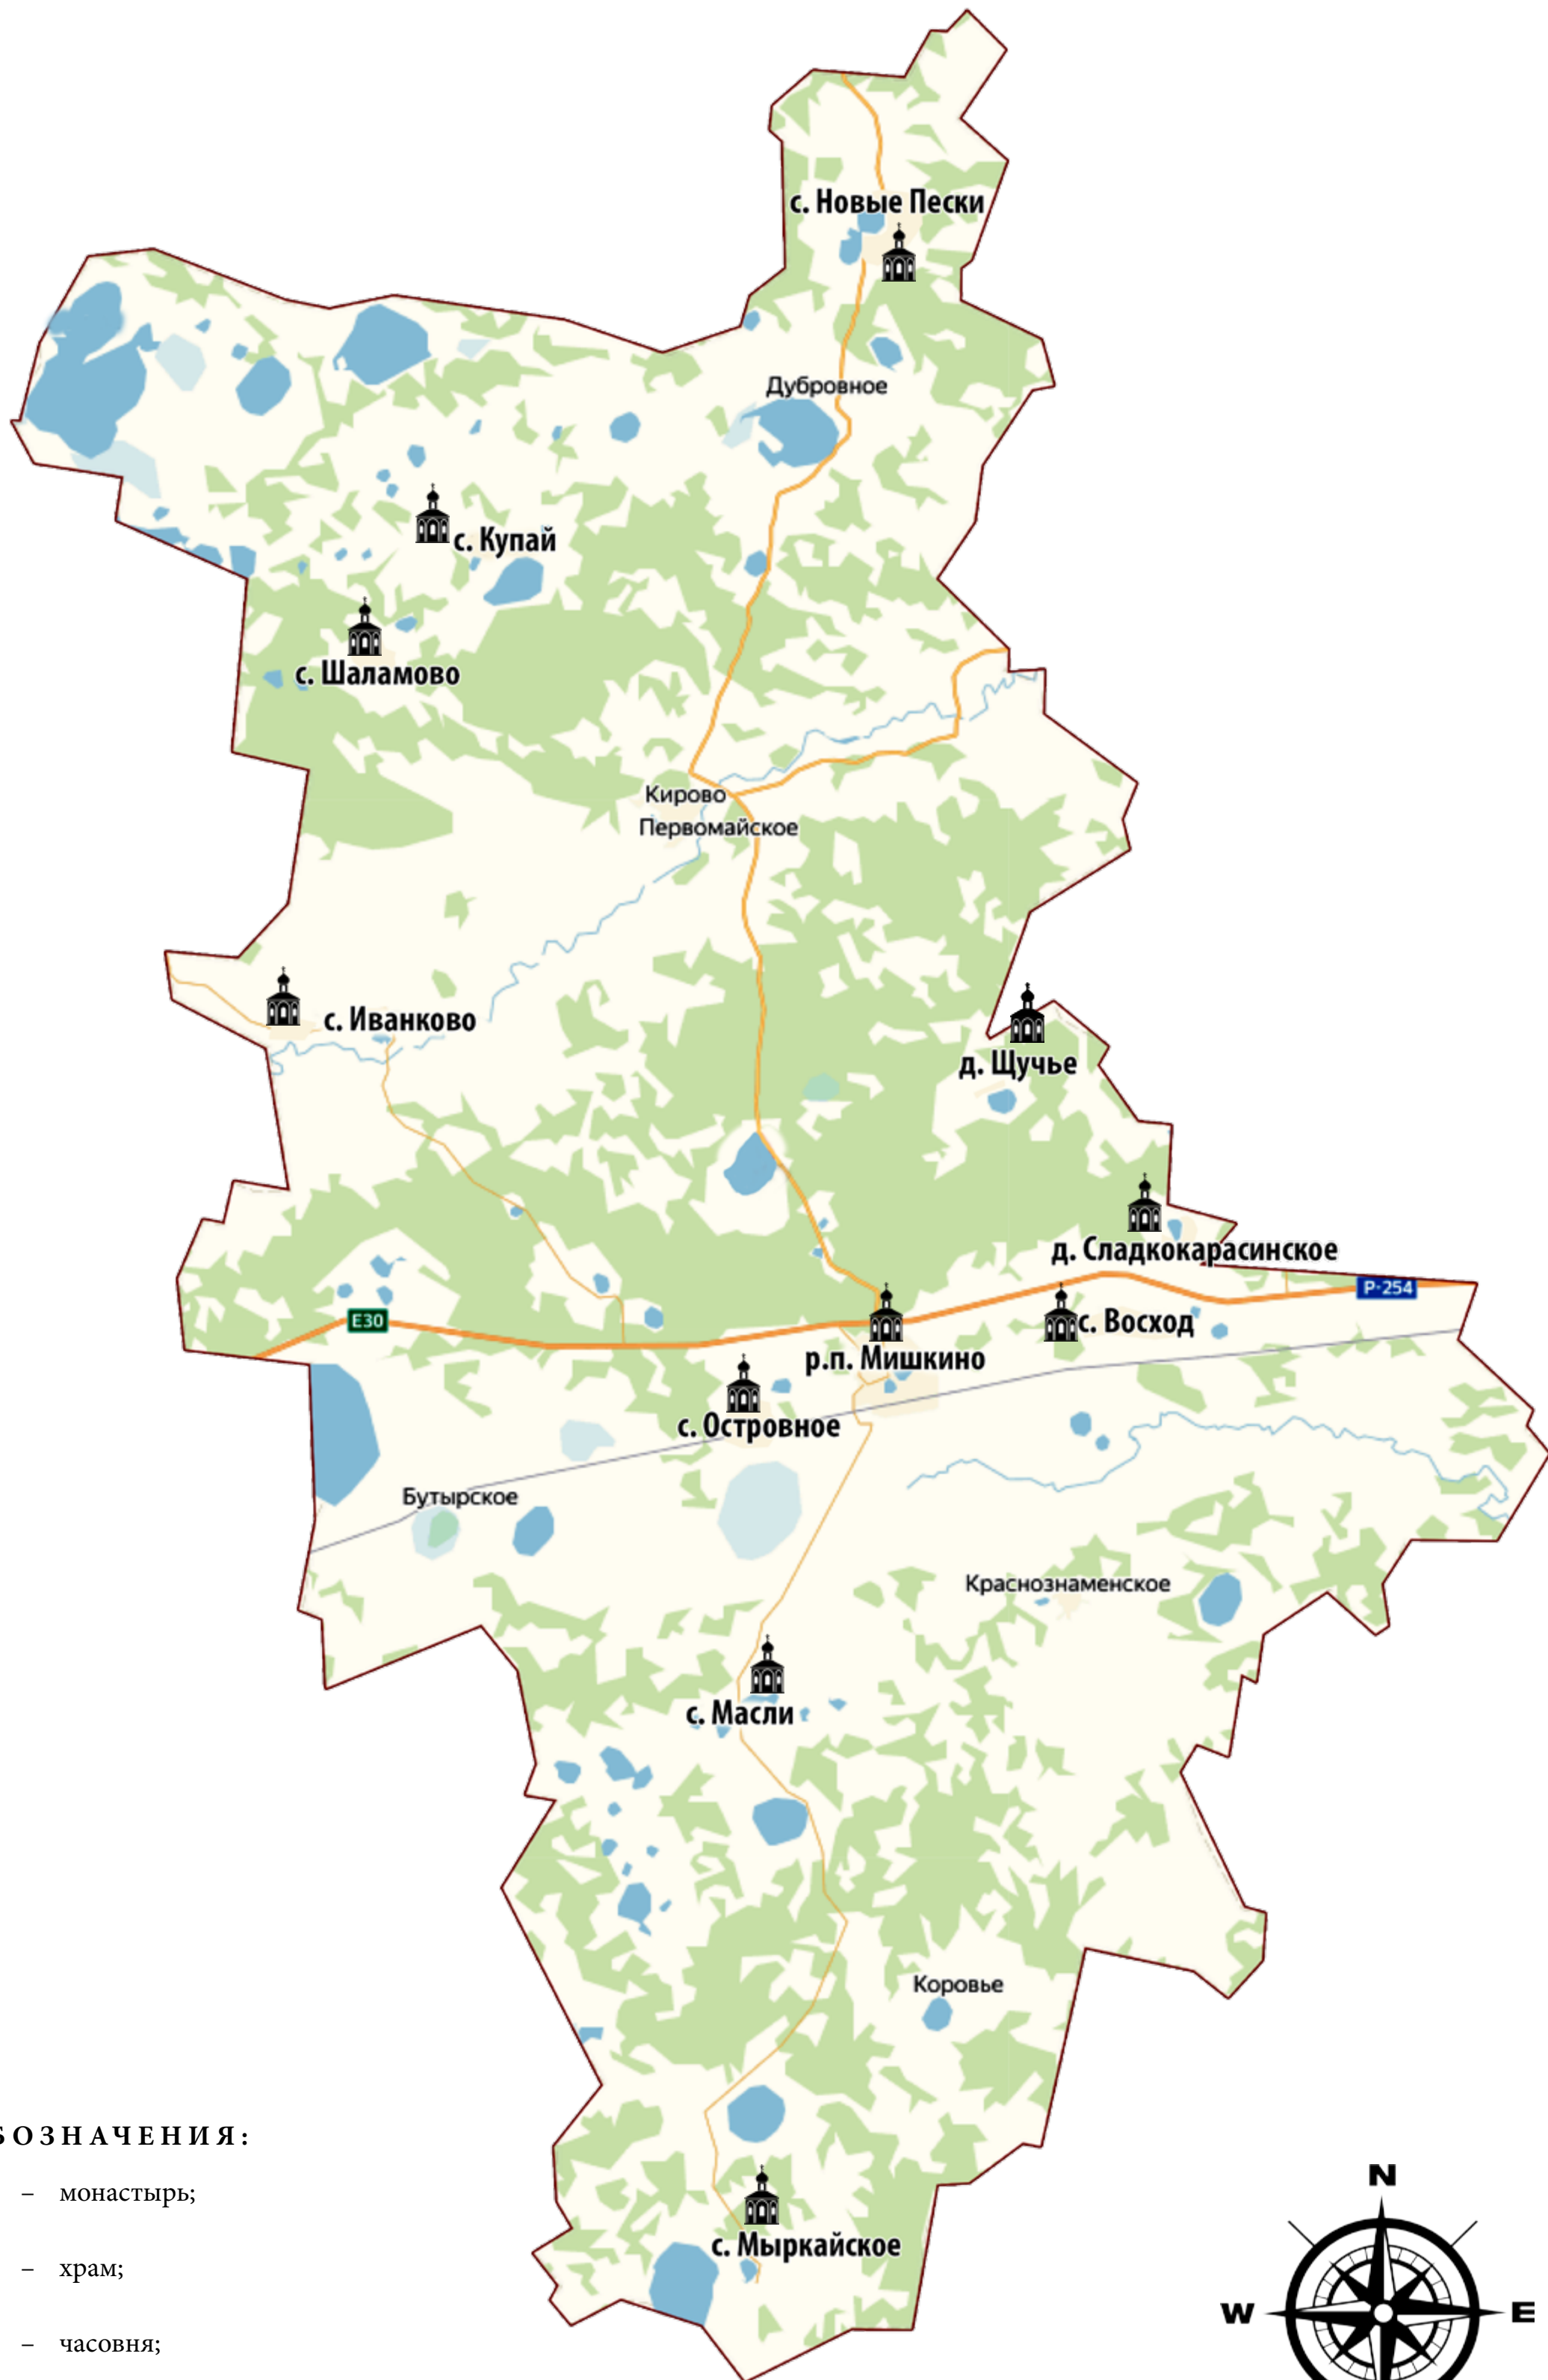 с. Новые Пески
Дубровное
с. Купай
с. Шаламово
Кирово
Первомайское
с. Иванково
д. Щучье
д. Сладкокарасинское
Р-254
E30
с. Восход
р.п. Мишкино
с. Островное
Бутырское
Краснознаменское
с. Масли
Коровье
БОЗНАЧЕНИЯ:
– монастырь;
– храм;
– часовня;
с. Мыркайское
N
W
E